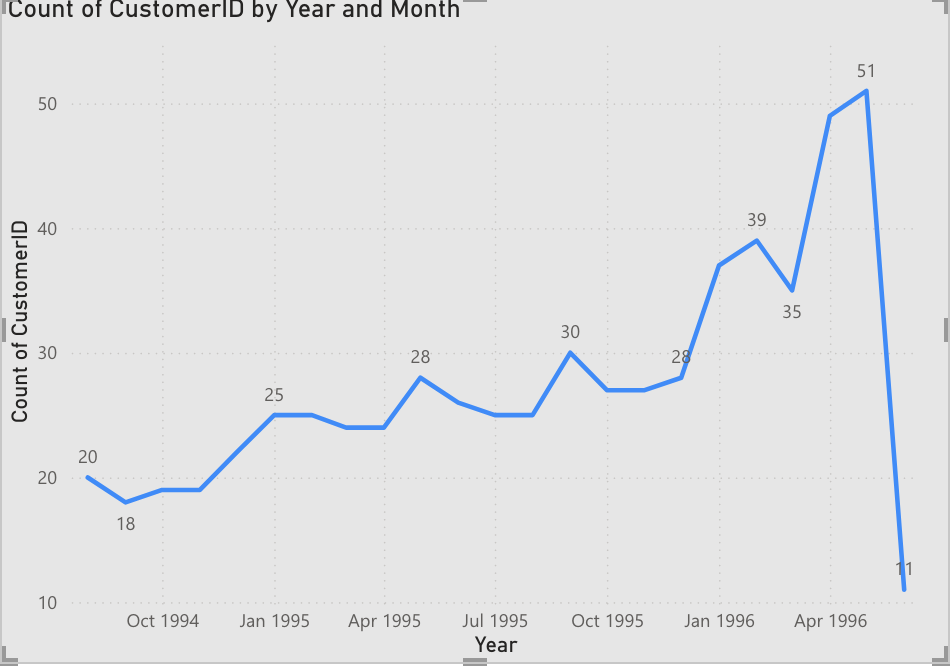 Count of CustomerID by Year and Month
Count of CustomerID
50
40
30
20
10
20
18
25
28
30
28
39
35
51
11
Oct 1994
Jan 1995
Apr 1995
Jul 1995
Oct 1995
Jan 1996
Apr 1996
Year